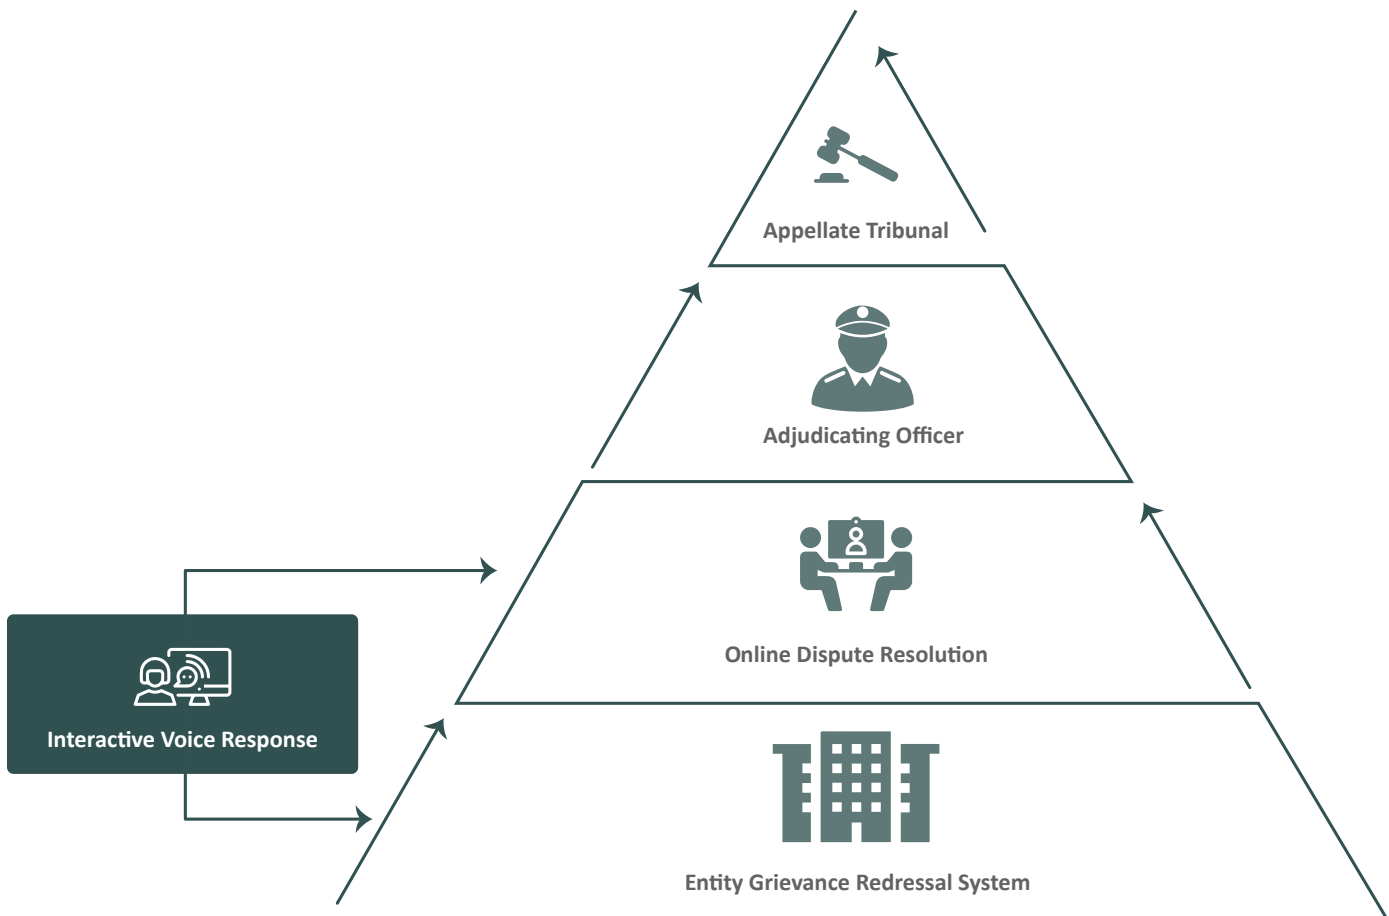 Appellate Tribunal
Adjudicating Officer
Online Dispute Resolution
Interactive Voice Response
Entity Grievance Redressal System